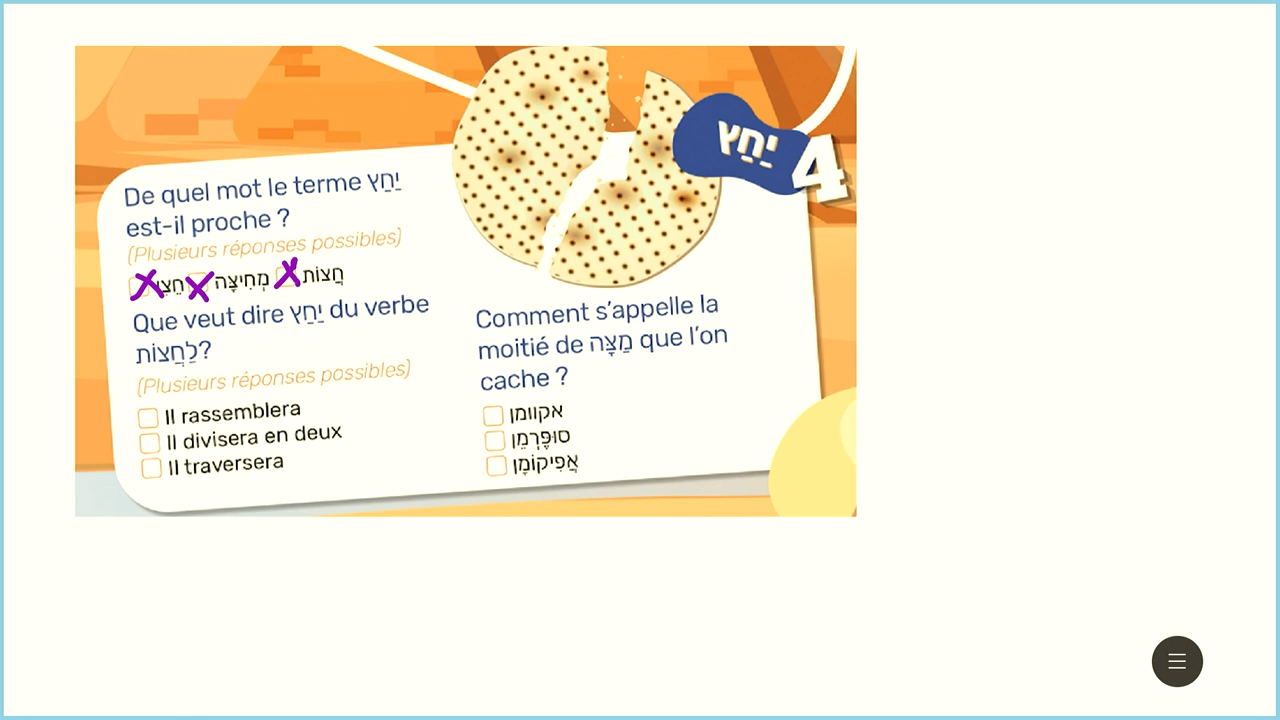 יַחַץ
4
De quel mot le terme יַחַץ
est-il proche ?
(Plusieurs réponses possibles)
חֵצִי מְחִיצָּה חֲצוֹת
Que veut dire יַחַץ du verbe
לַחֲצוֹת?
(Plusieurs réponses possibles)
Il rassemblera
Il divisera en deux
Il traversera
Comment s'appelle la
moitié de מַצָּה que l'on
cache ?
אקוומן
סוּפֶּרְמֵן
אֲפִיקוֹמָן